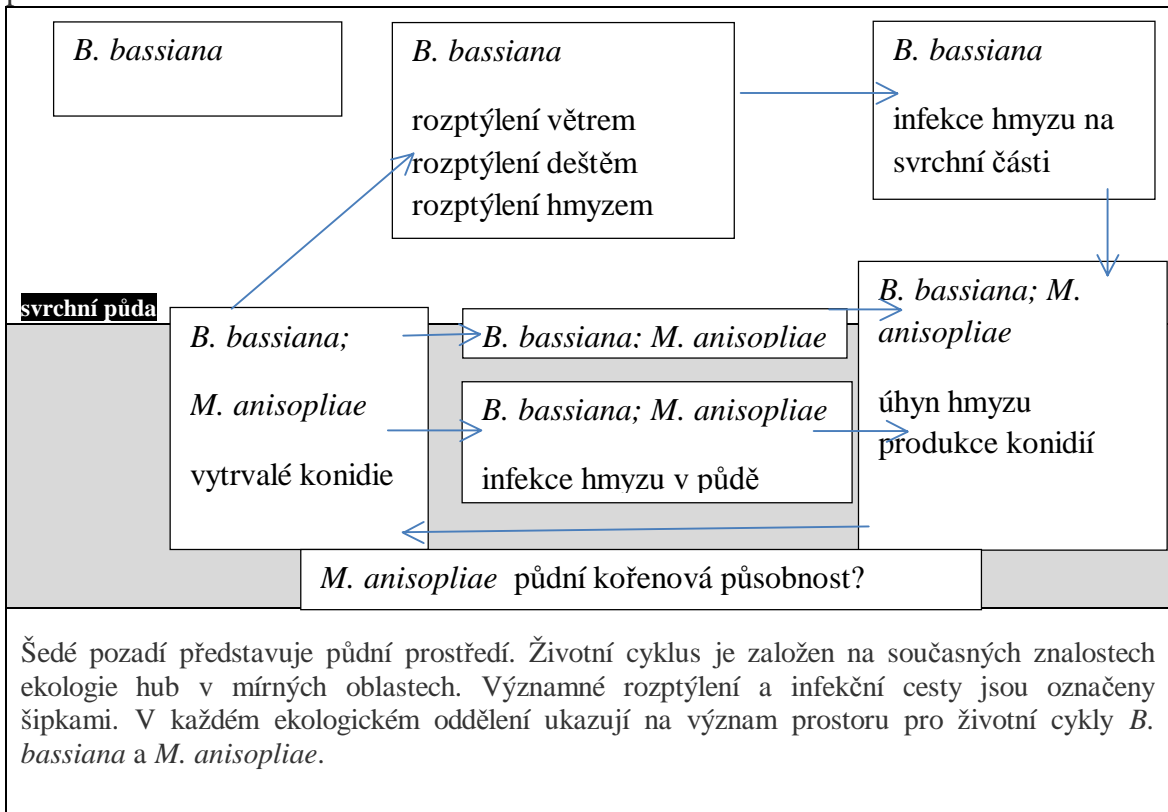 B. bassiana
B. bassiana
rozptýlení větrem
rozptýlení deštěm
rozptýlení hmyzem
B. bassiana
infekce hmyzu na
svrchní části
svrchní půda
B. bassiana;
M. anisopliae
vytrvalé konidie
B. bassiana; M. anisopliae
B. bassiana; M. anisopliae
infekce hmyzu v půdě
B. bassiana; M.
anisopliae
úhyn hmyzu
produkce konidií
M. anisopliae půdní kořenová působnost?
Šedé pozadí představuje půdní prostředí. Životní cyklus je založen na současných znalostech
ekologie hub v mírných oblastech. Významné rozptýlení a infekční cesty jsou označeny
šipkami. V každém ekologickém oddělení ukazují na význam prostoru pro životní cykly B.
bassiana a M. anisopliae.